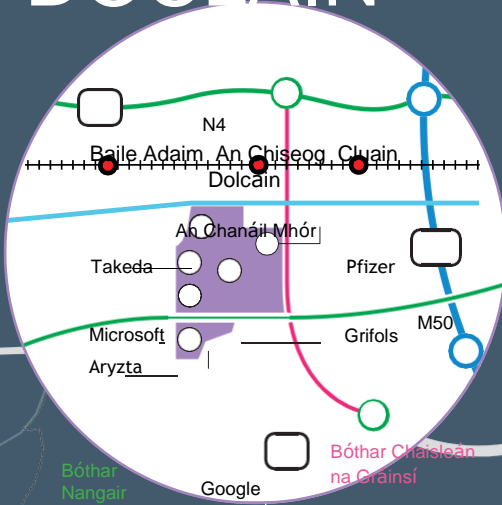 N4
Baile Adaim An Chiseog Cluain
Dolcáin
An Chanáil Mhór
Takeda
Pfizer
M50
Microsoft
Grifols
Aryzta
Bóthar Chaisleán
na Gráinsí
Bóthar
Nangair
Google